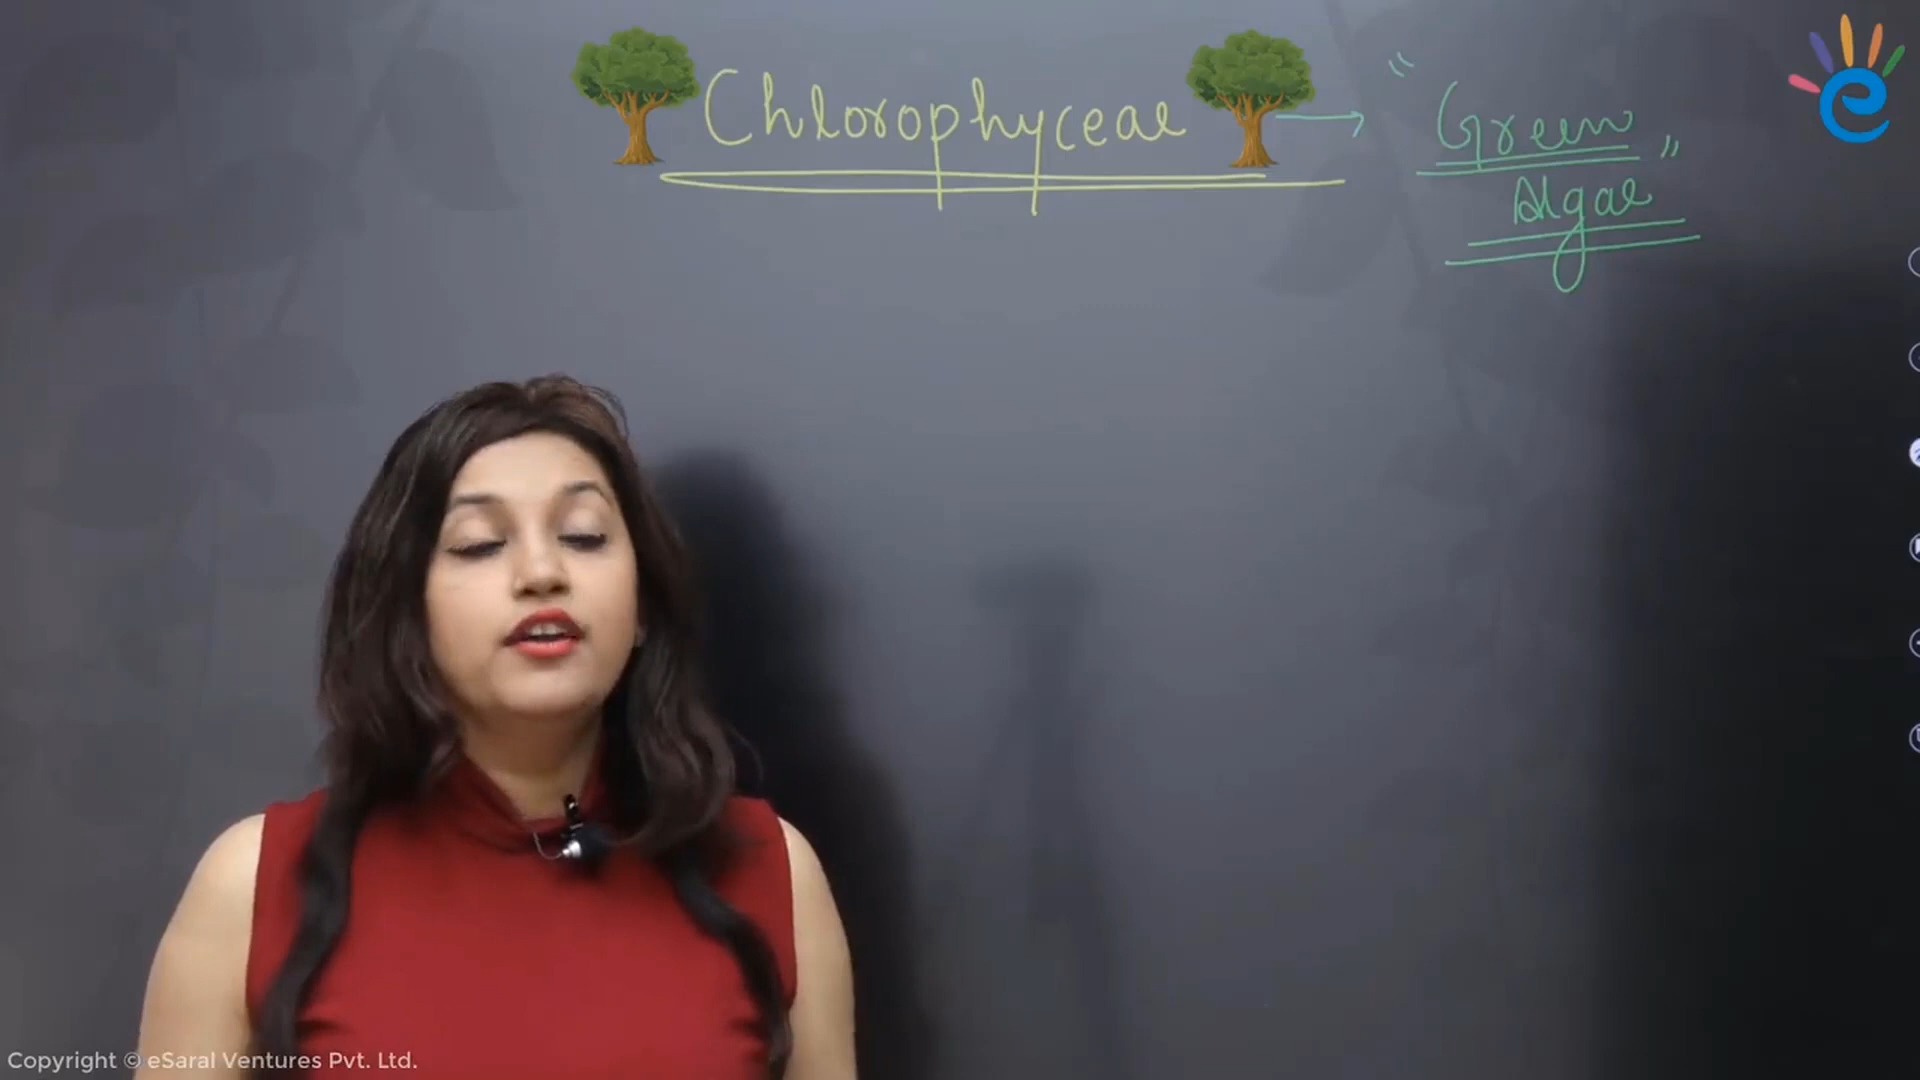 Chlorophyceae → "Green
Algae"
Copyright © eSaral Ventures Pvt. Ltd.